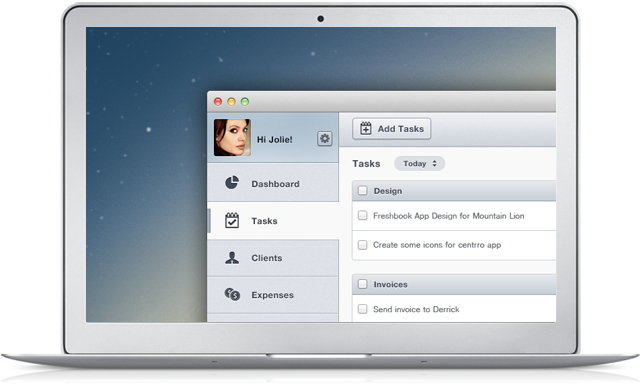 Hi Jolie!
Dashboard
Tasks
Clients
Expenses
Add Tasks
Tasks
Today
Design
Freshbook App Design for Mountain Lion
Create some icons for centrro app
Invoices
Send invoice to Derrick